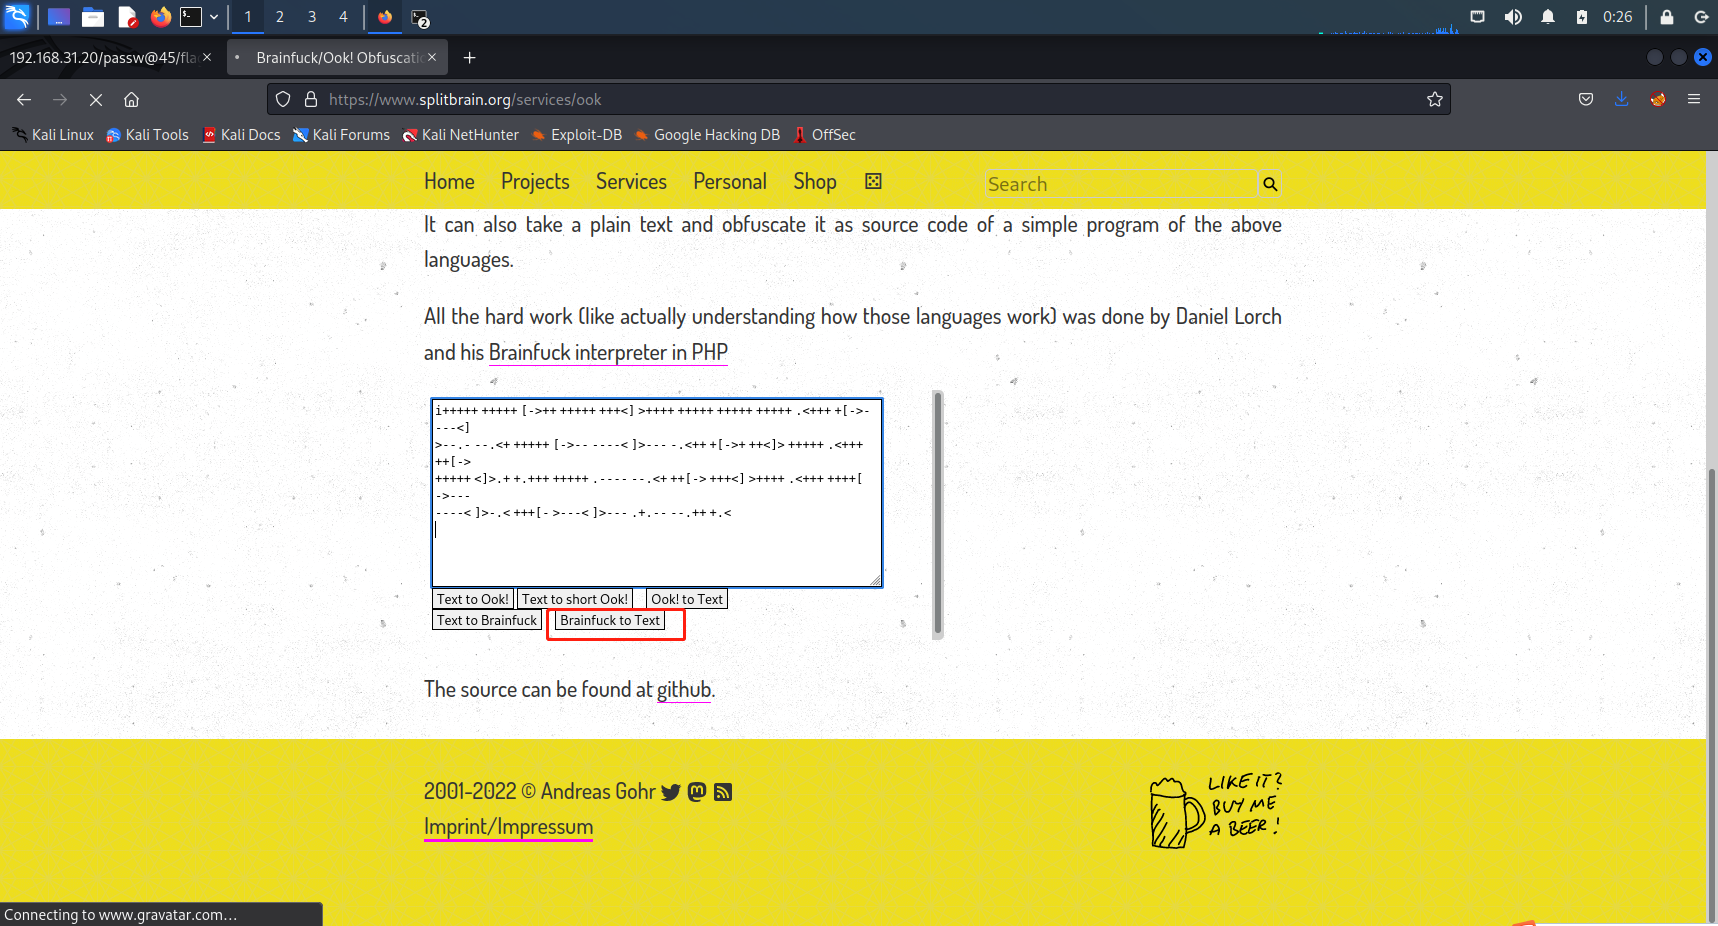 1 2 3 4 2 0:26
192.168.31.20/passw@45/flag
Brainfuck/Ook! Obfuscatio
https://www.splitbrain.org/services/ook
Kali Linux Kali Tools Kali Docs Kali Forums Kali NetHunter Exploit-DB Google Hacking DB OffSec
Home Projects Services Personal Shop Search
It can also take a plain text and obfuscate it as source code of a simple program of the above
languages.
All the hard work (like actually understanding how those languages work) was done by Daniel Lorch
and his Brainfuck interpreter in PHP
i+++++ +++++ [->++ +++++ +++<] >++++ +++++ +++++ +++++ .<+++ +[->-
---<]
>--.- --.<+ +++++ [->-- ----< ]>--- -.<++ +[->+ ++<]> +++++ .<+++
++[->
+++++ <]>.+ +.+++ +++++ .---- --.<+ ++[-> +++<] >++++ .<+++ ++++[
->---
----< ]>-.< +++[- >---< ]>--- .+.-- --.++ +.<
Text to Ook! Text to short Ook! Ook! to Text
Text to Brainfuck Brainfuck to Text
The source can be found at github.
2001-2022 © Andreas Gohr
Imprint/Impressum
LIKE IT?
BUY ME
A BEER!
Connecting to www.gravatar.com…